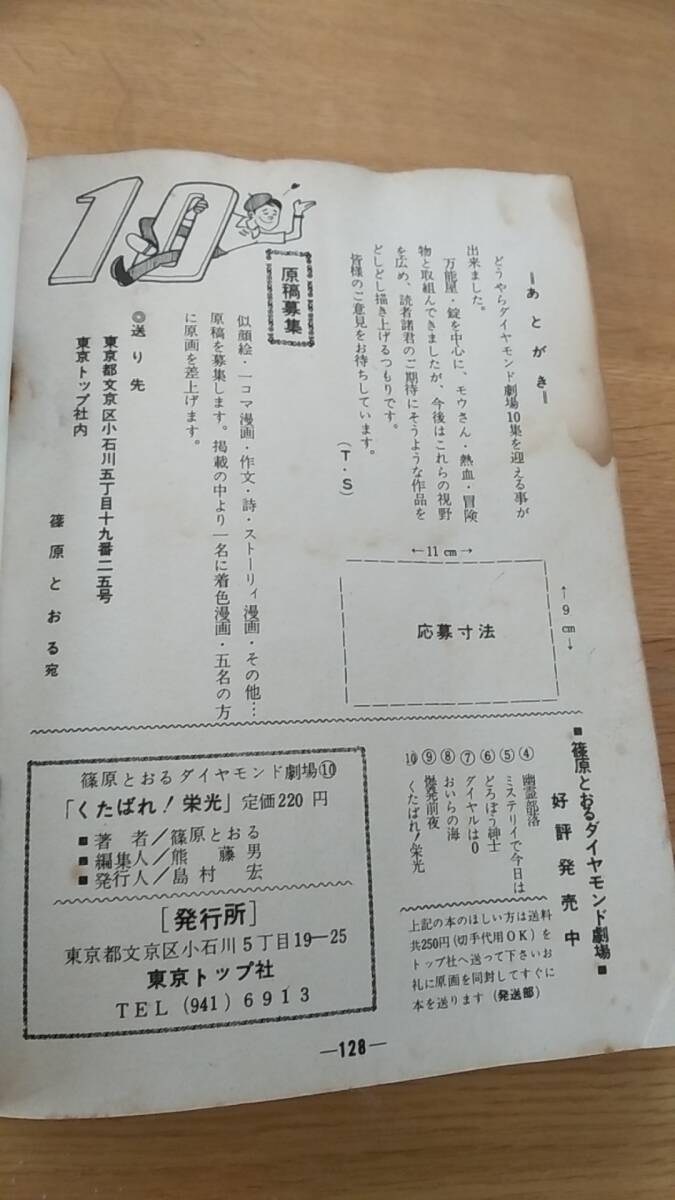 ―あとがき―
どうやらダイヤモンド劇場10集を迎える事が
出来ました。
万能屋・錠を中心に、モウさん・熱血・冒険
物と取組んできましたが、今後はこれらの視野
を広め、読者諸君のご期待にそうような作品を
どしどし描き上げるつもりです。
皆様のご意見をお待ちしています。
(T・S)
10
原稿募集
似顔絵・一コマ漫画・作文・詩・ストーリィ漫画・その他…
原稿を募集します。掲載の中より一名に着色漫画・五名の方
に原画を差上げます。
◎送り先
東京都文京区小石川五丁目十九番二五号
東京トップ社内
篠原とおる宛
←11㎝→
↑9㎝↓
応募寸法
■篠原とおるダイヤモンド劇場■
好評発売中
④幽霊部落
⑤ミステリイで今日は
⑥どろぼう紳士
⑦ダイヤルは0
⑧おいらの海
⑨爆発前夜
⑩くたばれ!栄光
上記の本のほしい方は送料
共250円(切手代用OK)を
トップ社へ送って下さいお
礼に原画を同封してすぐに
本を送ります(発送部)
篠原とおるダイヤモンド劇場⑩
「くたばれ!栄光」定価220円
■著者/篠原とおる
■編集人/熊藤男
■発行人/島村宏
[発行所]
東京都文京区小石川5丁目19―25
東京トップ社
TEL(941)6913
―128―